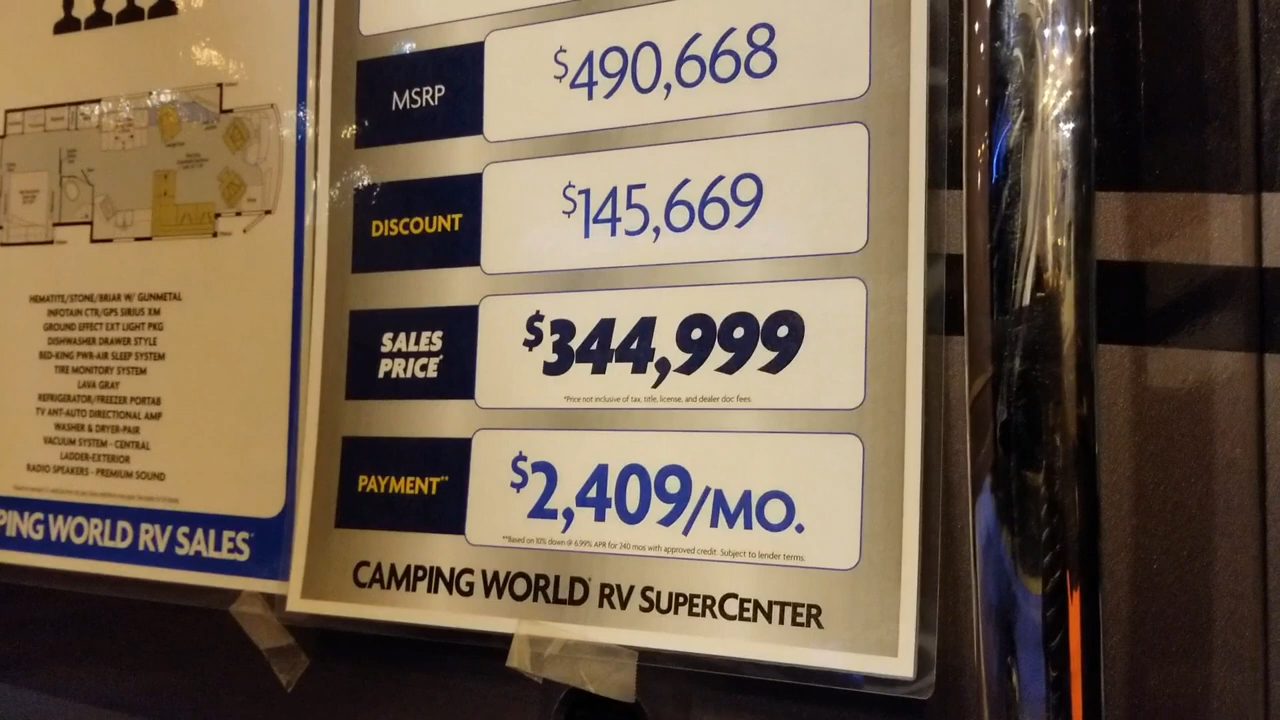 HEMATITE/STONE/BRIAR W/ GUNMETAL
INFOTAIN CTR/GPS SIRIUS XM
GROUND EFFECT EXT LIGHT PKG
DISHWASHER DRAWER STYLE
BED-KING PWR-AIR SLEEP SYSTEM
TIRE MONITORY SYSTEM
LAVA GRAY
REFRIGERATOR/FREEZER PORTAB
TV ANT-AUTO DIRECTIONAL AMP
WASHER & DRYER-PAIR
VACUUM SYSTEM - CENTRAL
LADDER-EXTERIOR
RADIO SPEAKERS - PREMIUM SOUND
PING WORLD RV SALES
MSRP $490,668
DISCOUNT $145,669
SALES PRICE* $344,999
*Price not inclusive of tax, title, license, and dealer doc fees
PAYMENT** $2,409/MO.
**Based on 10% down @ 6.99% APR for 240 mos with approved credit. Subject to lender terms.
CAMPING WORLD RV SUPERCENTER